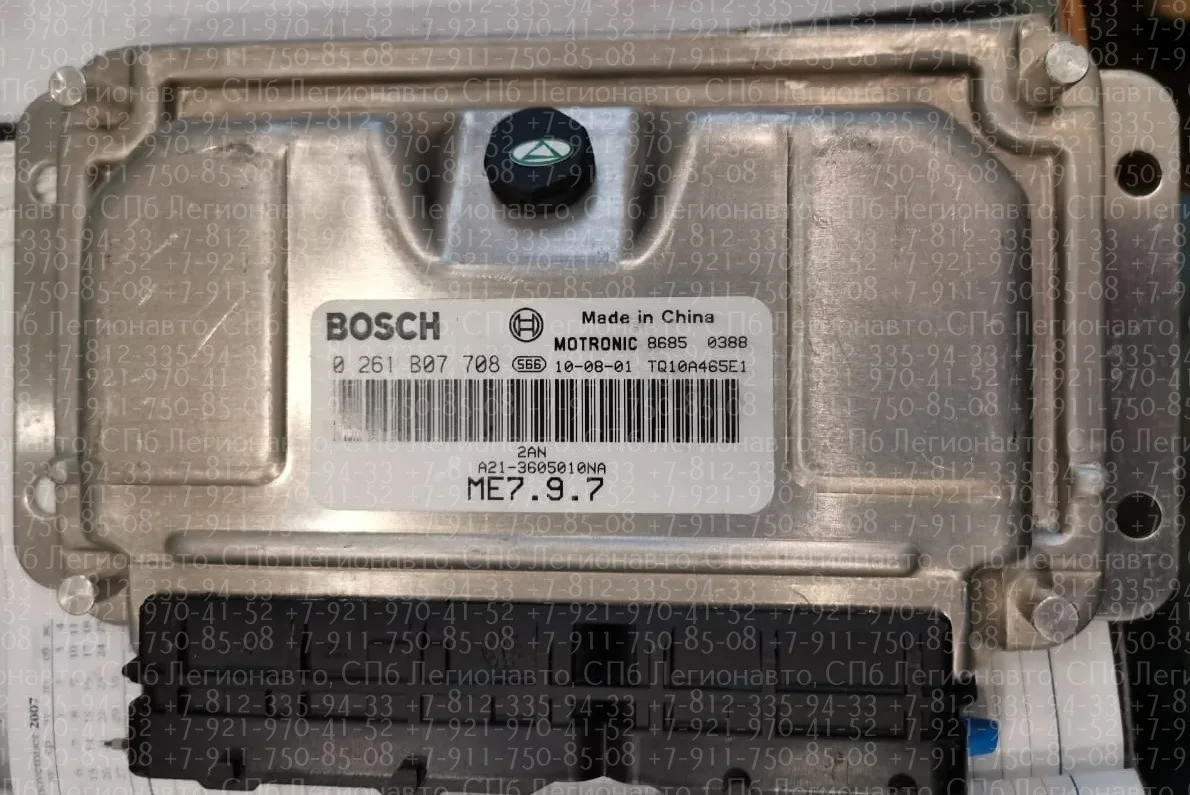 BOSCH
Made in China
MOTRONIC 8685 0388
0 261 B07 708 566 10-08-01 TQ10A465E1
2AN
A21-3605010NA
ME7.9.7
2007
СПб Легионавто
+7-812-335-94-33
+7-921-970-41-52
+7-911-750-85-08